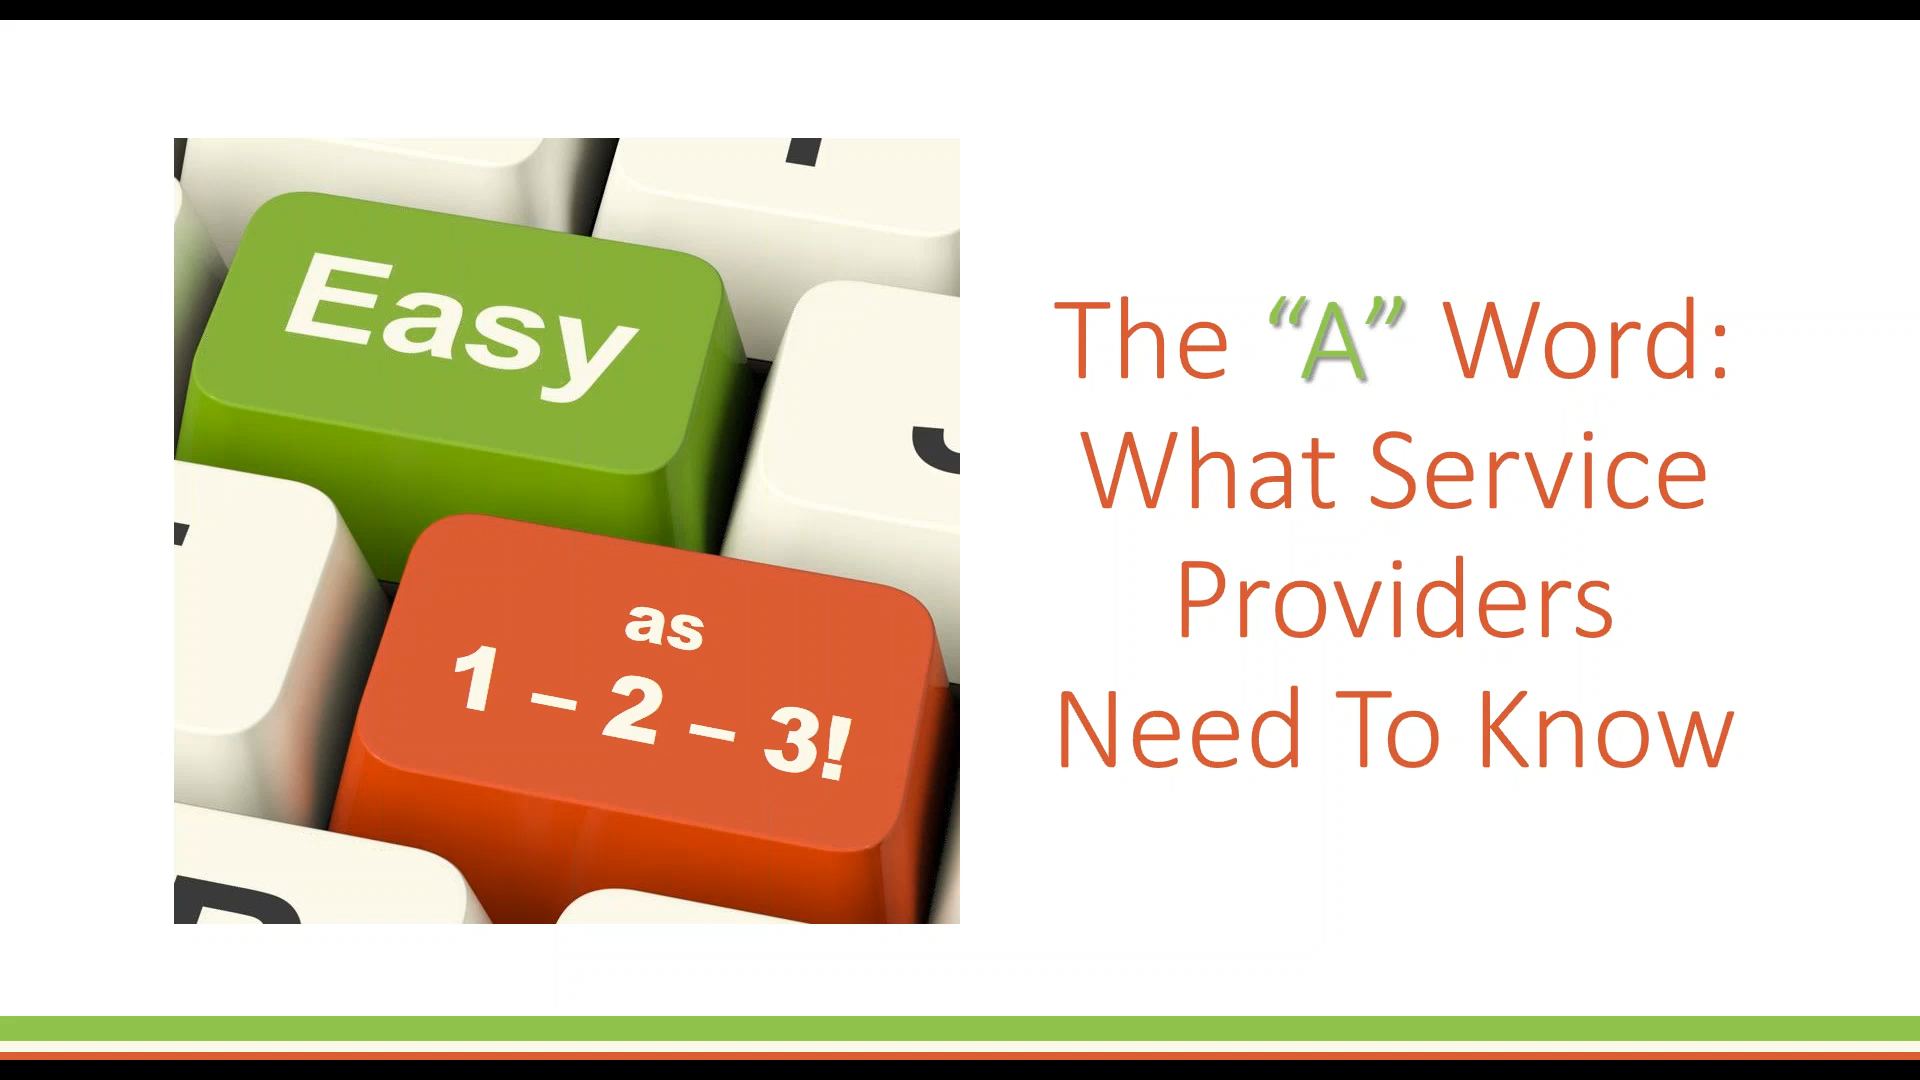 Easy
as
1 – 2 – 3!
The “A” Word:
What Service
Providers
Need To Know